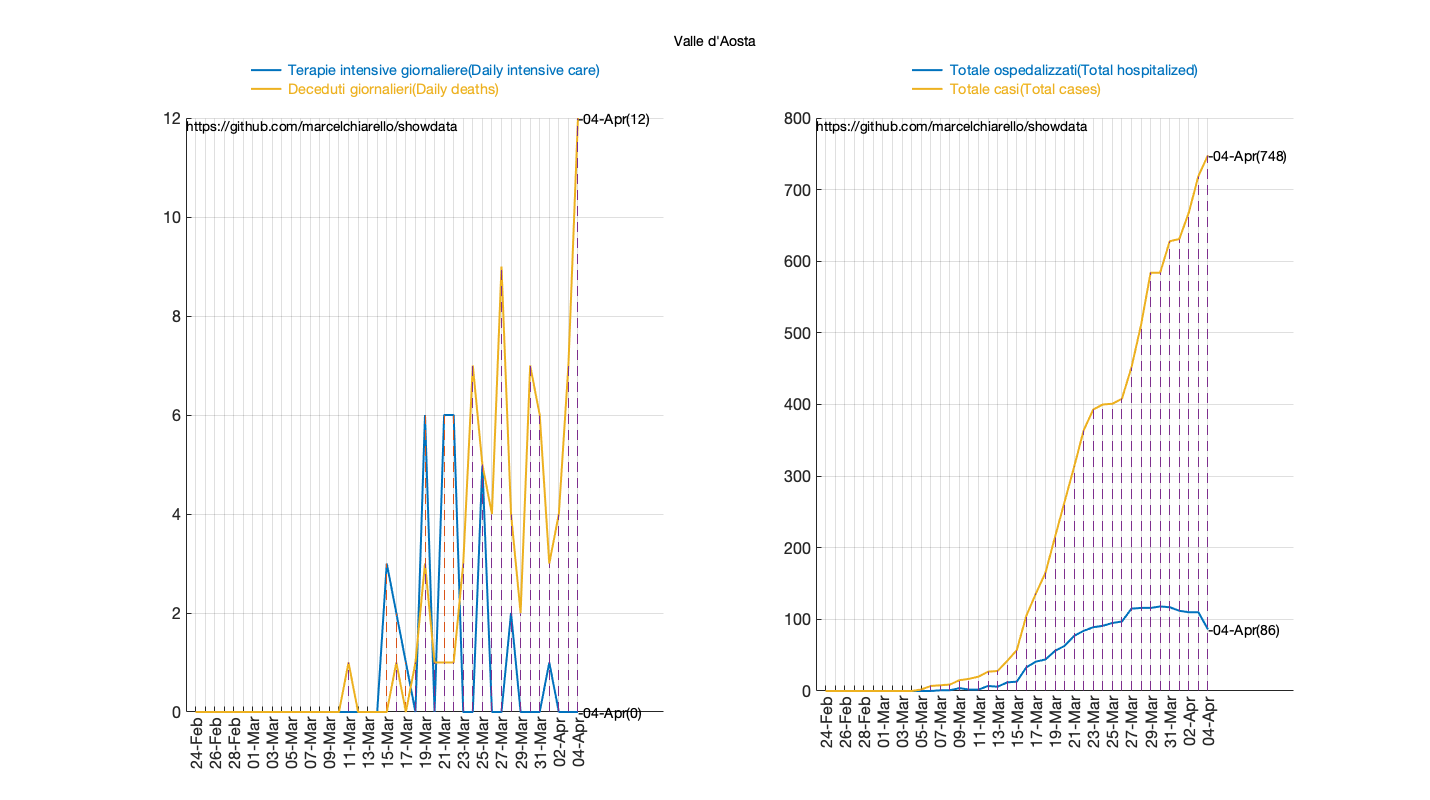 Valle d'Aosta
Terapie intensive giornaliere(Daily intensive care)
Deceduti giornalieri(Daily deaths)
12
10
8
6
4
2
0
https://github.com/marcelchiarello/showdata
04-Apr(12)
04-Apr(0)
24-Feb
26-Feb
28-Feb
01-Mar
03-Mar
05-Mar
07-Mar
09-Mar
11-Mar
13-Mar
15-Mar
17-Mar
19-Mar
21-Mar
23-Mar
25-Mar
27-Mar
29-Mar
31-Mar
02-Apr
04-Apr
Totale ospedalizzati(Total hospitalized)
Totale casi(Total cases)
800
700
600
500
400
300
200
100
0
https://github.com/marcelchiarello/showdata
04-Apr(748)
04-Apr(86)
24-Feb
26-Feb
28-Feb
01-Mar
03-Mar
05-Mar
07-Mar
09-Mar
11-Mar
13-Mar
15-Mar
17-Mar
19-Mar
21-Mar
23-Mar
25-Mar
27-Mar
29-Mar
31-Mar
02-Apr
04-Apr